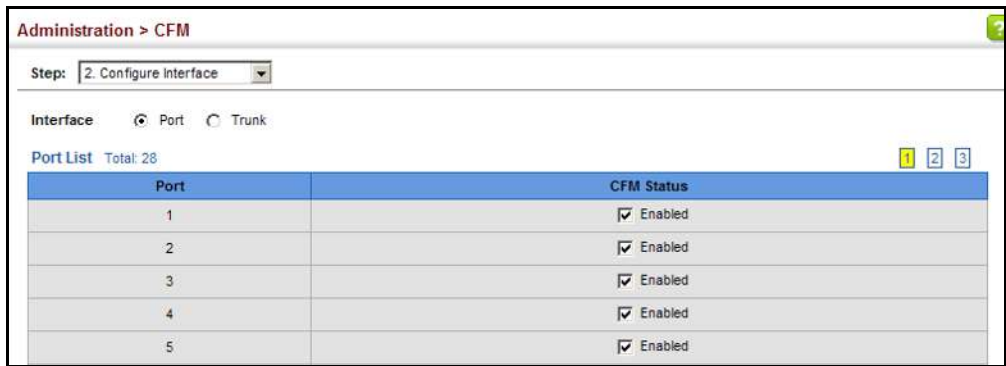 Administration > CFM
?
Step: 2. Configure Interface
Interface Port Trunk
Port List Total: 28 1 2 3
Port CFM Status
1 Enabled
2 Enabled
3 Enabled
4 Enabled
5 Enabled